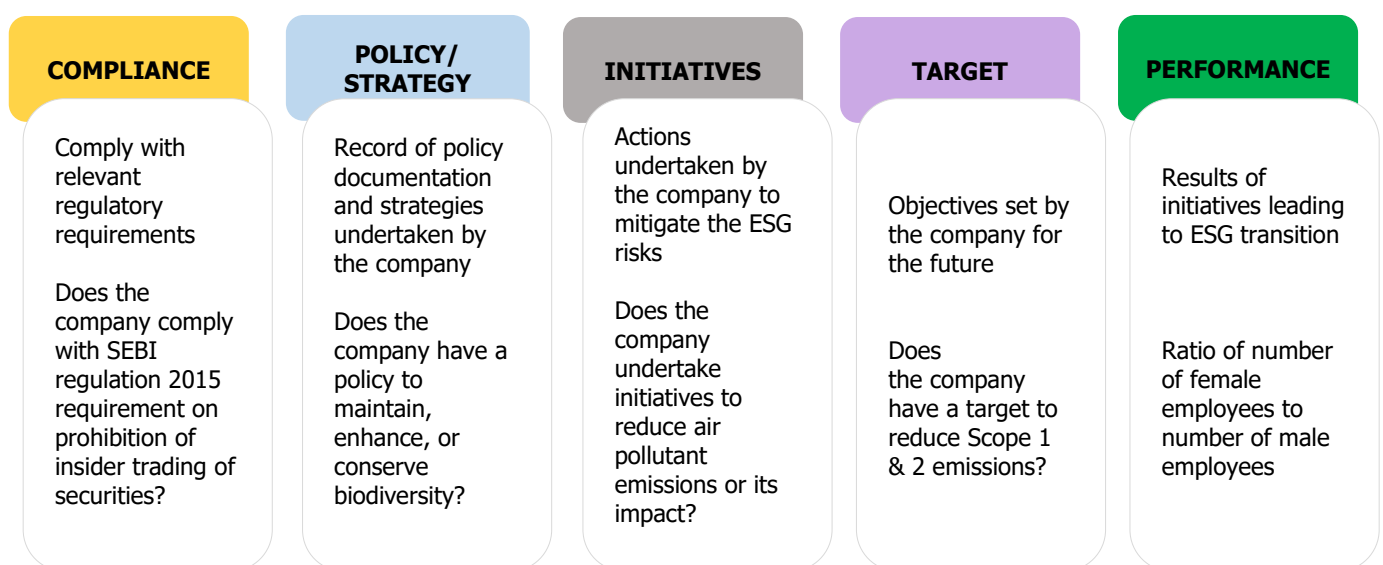 COMPLIANCE
Comply with
relevant
regulatory
requirements
Does the
company comply
with SEBI
regulation 2015
requirement on
prohibition of
insider trading of
securities?
POLICY/
STRATEGY
Record of policy
documentation
and strategies
undertaken by
the company
Does the
company have a
policy to
maintain,
enhance, or
conserve
biodiversity?
INITIATIVES
Actions
undertaken by
the company to
mitigate the ESG
risks
Does the
company
undertake
initiatives to
reduce air
pollutant
emissions or its
impact?
TARGET
Objectives set by
the company for
the future
Does
the company
have a target to
reduce Scope 1
& 2 emissions?
PERFORMANCE
Results of
initiatives leading
to ESG transition
Ratio of number
of female
employees to
number of male
employees